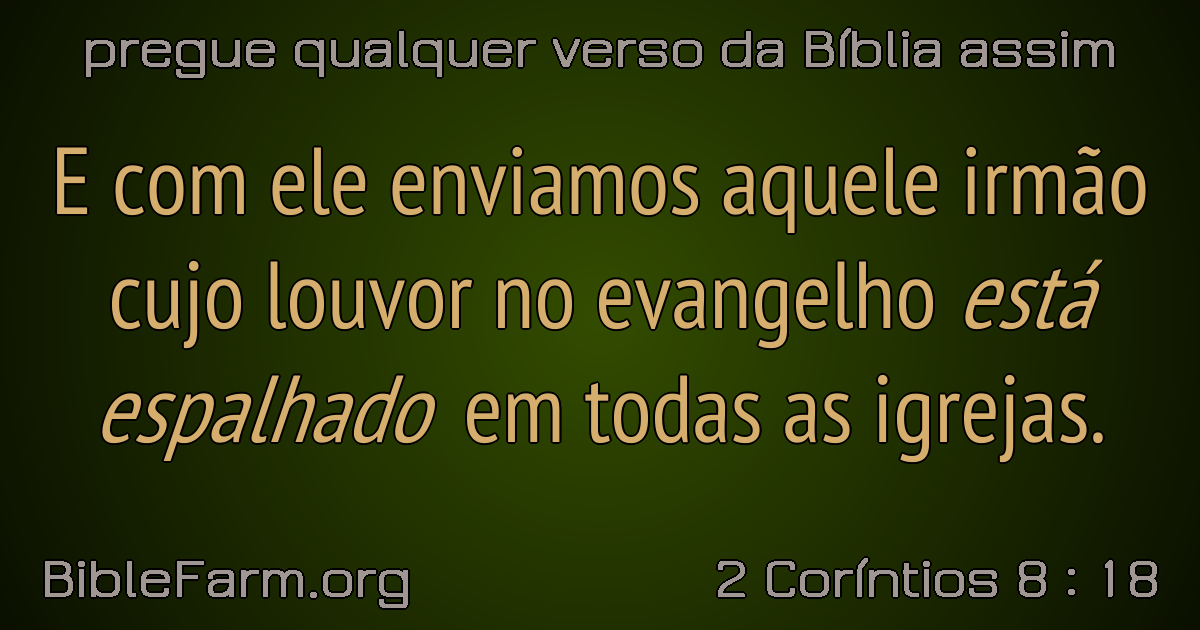 pregue qualquer verso da Bíblia assim
E com ele enviamos aquele irmão
cujo louvor no evangelho está
espalhado em todas as igrejas.
BibleFarm.org
2 Coríntios 8 : 18